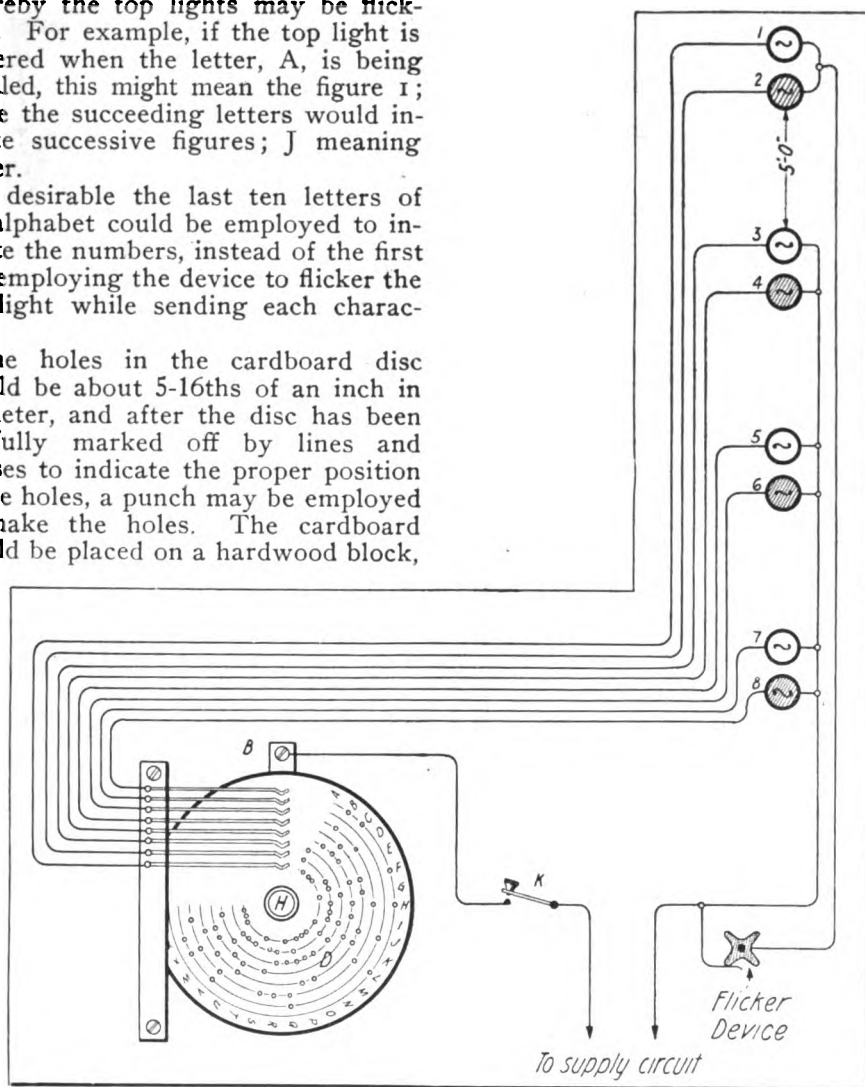 reby the top lights may be flick-
For example, if the top light is
ered when the letter, A, is being
led, this might mean the figure 1;
e the succeeding letters would in-
e successive figures; J meaning
er.
desirable the last ten letters of
alphabet could be employed to in-
e the numbers, instead of the first
employing the device to flicker the
light while sending each charac-
e holes in the cardboard disc
ld be about 5-16ths of an inch in
eter, and after the disc has been
fully marked off by lines and
es to indicate the proper position
e holes, a punch may be employed
ake the holes. The cardboard
ld be placed on a hardwood block,
1
2
5'-0"
3
4
5
6
7
8
B
A B C D E F G H I J K L M N O P Q R S T U
H
D
K
Flicker
Device
To supply circuit